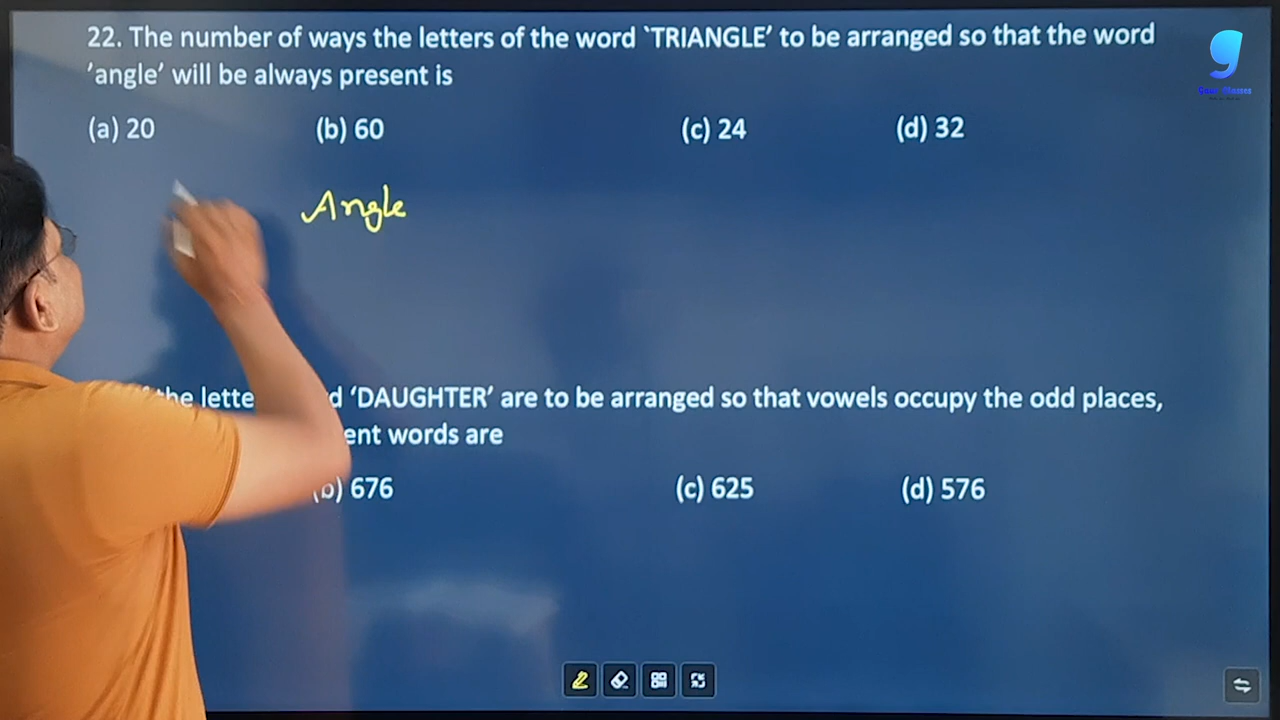 22. The number of ways the letters of the word `TRIANGLE' to be arranged so that the word
'angle' will be always present is
(a) 20 (b) 60 (c) 24 (d) 32
Angle
the d 'DAUGHTER' are to be arranged so that vowels occupy the odd places,
words are
(b) 676 (c) 625 (d) 576